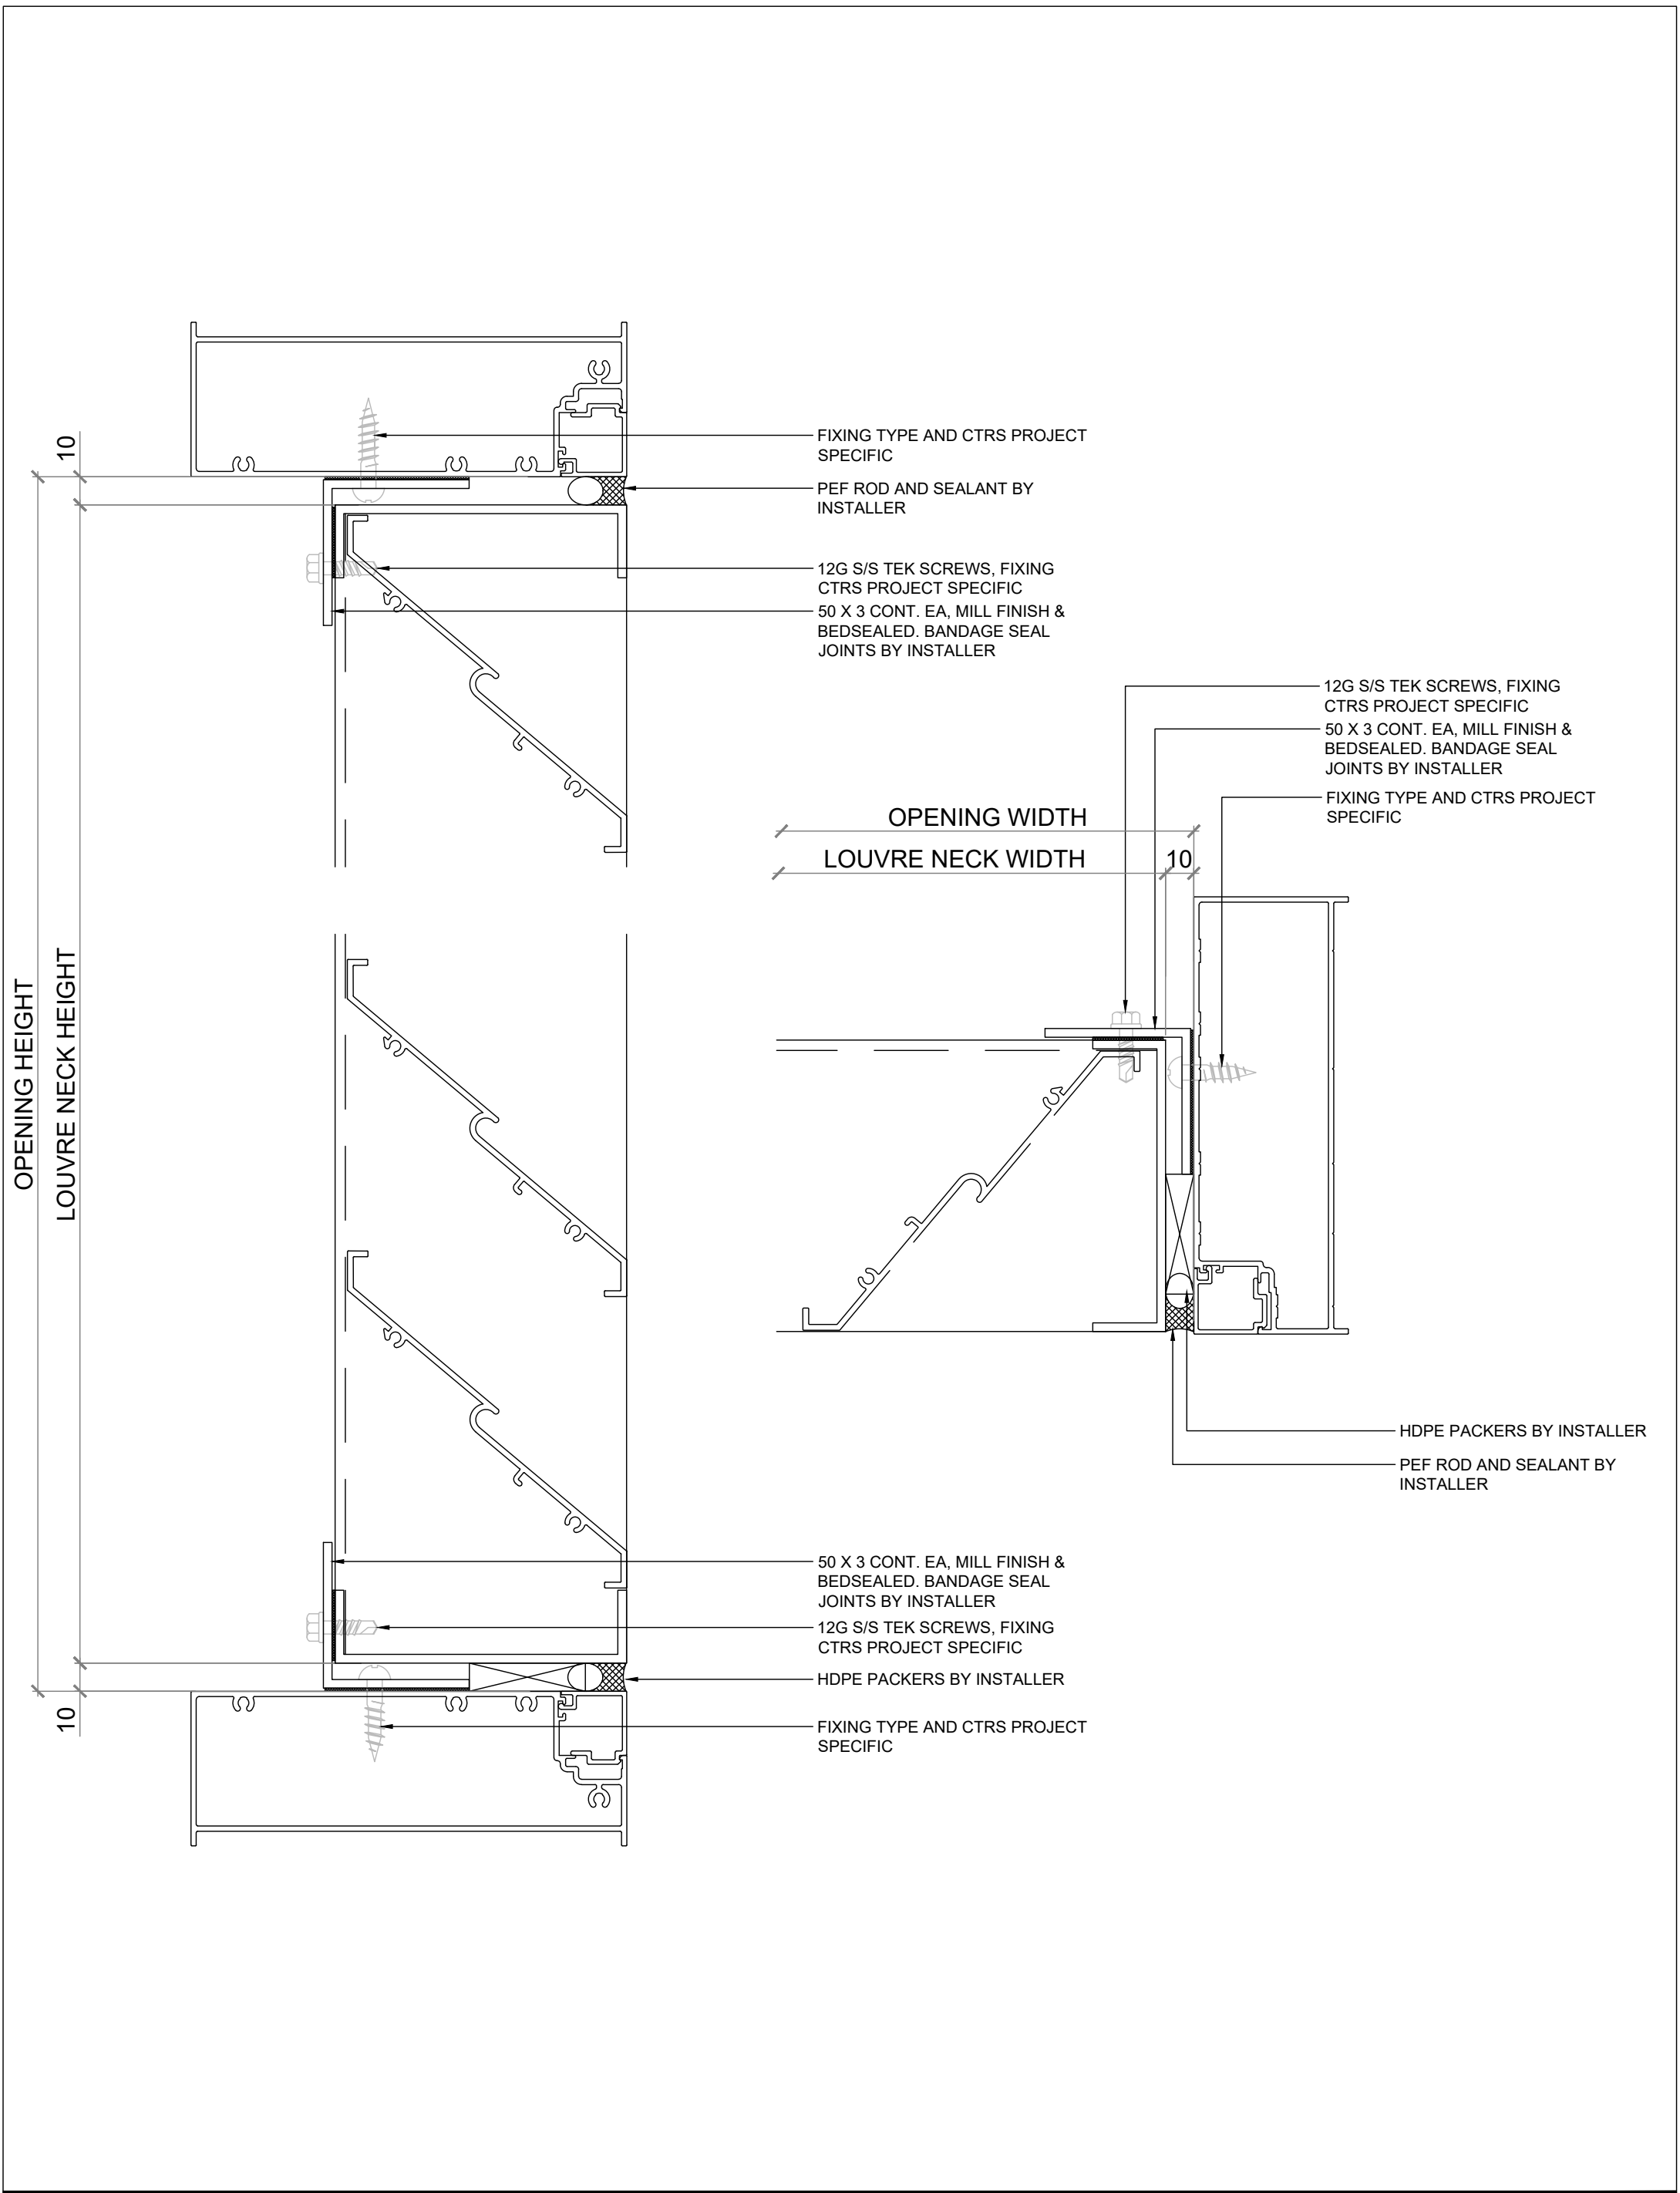 10
FIXING TYPE AND CTRS PROJECT
SPECIFIC
PEF ROD AND SEALANT BY
INSTALLER
12G S/S TEK SCREWS, FIXING
CTRS PROJECT SPECIFIC
50 X 3 CONT. EA, MILL FINISH &
BEDSEALED. BANDAGE SEAL
JOINTS BY INSTALLER
12G S/S TEK SCREWS, FIXING
CTRS PROJECT SPECIFIC
50 X 3 CONT. EA, MILL FINISH &
BEDSEALED. BANDAGE SEAL
JOINTS BY INSTALLER
FIXING TYPE AND CTRS PROJECT
SPECIFIC
OPENING WIDTH
LOUVRE NECK WIDTH
10
OPENING HEIGHT
LOUVRE NECK HEIGHT
HDPE PACKERS BY INSTALLER
PEF ROD AND SEALANT BY
INSTALLER
50 X 3 CONT. EA, MILL FINISH &
BEDSEALED. BANDAGE SEAL
JOINTS BY INSTALLER
12G S/S TEK SCREWS, FIXING
CTRS PROJECT SPECIFIC
HDPE PACKERS BY INSTALLER
10
FIXING TYPE AND CTRS PROJECT
SPECIFIC